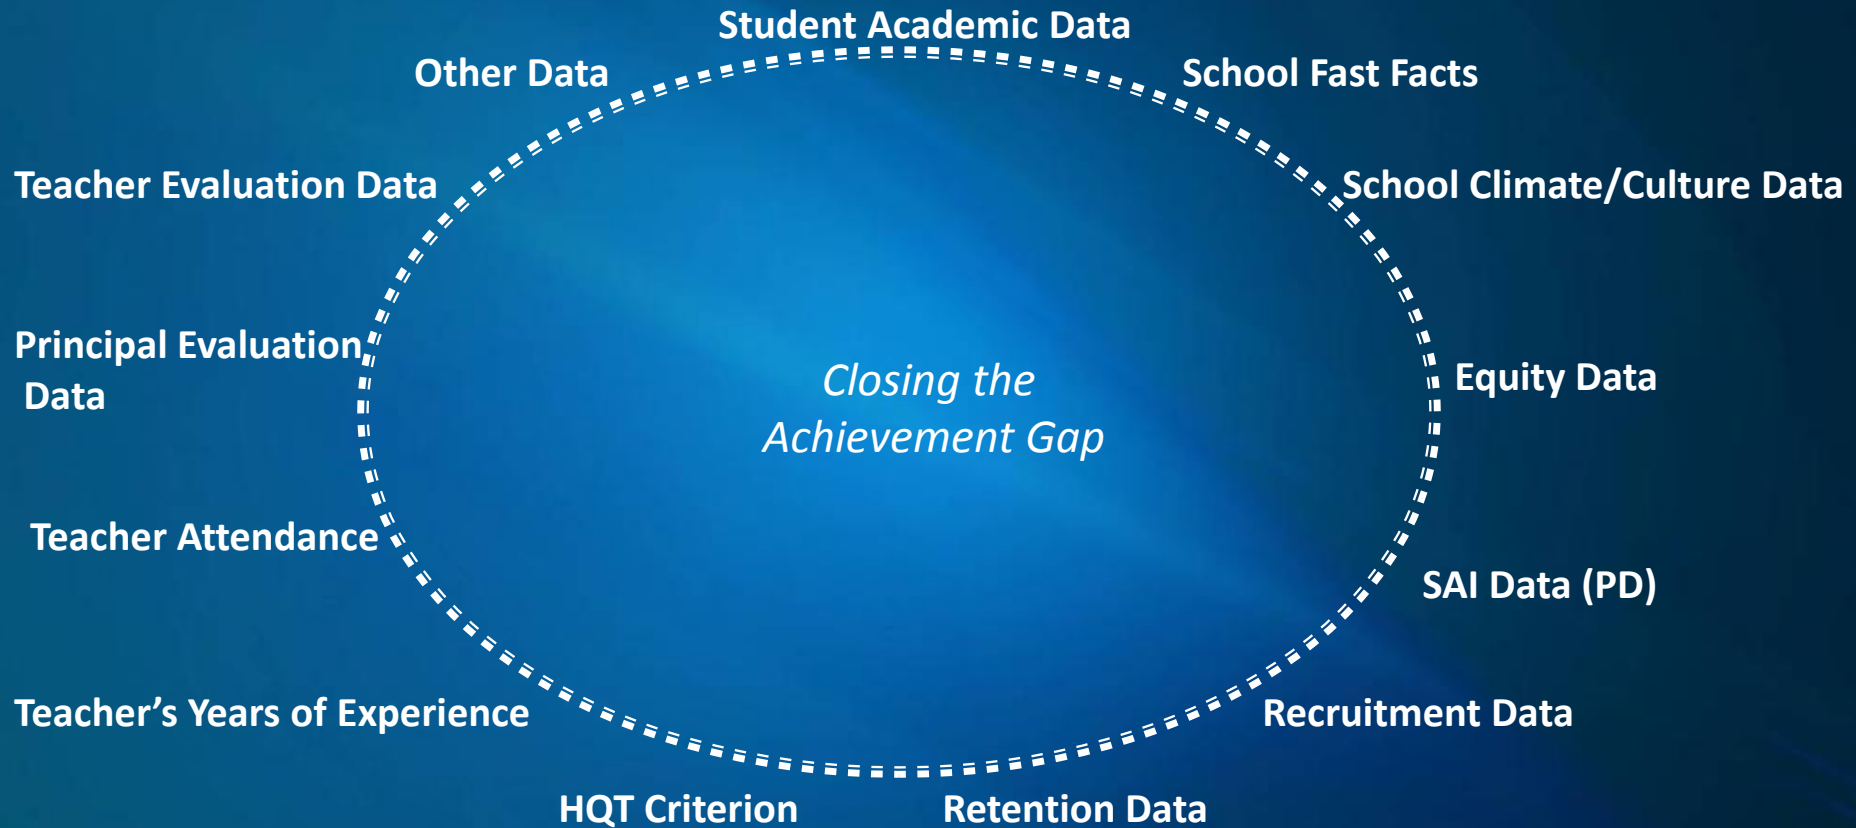 Student Academic Data
Other Data
School Fast Facts
Teacher Evaluation Data
School Climate/Culture Data
Principal Evaluation
Data
Closing the
Achievement Gap
Equity Data
Teacher Attendance
SAI Data (PD)
Teacher’s Years of Experience
Recruitment Data
HQT Criterion
Retention Data